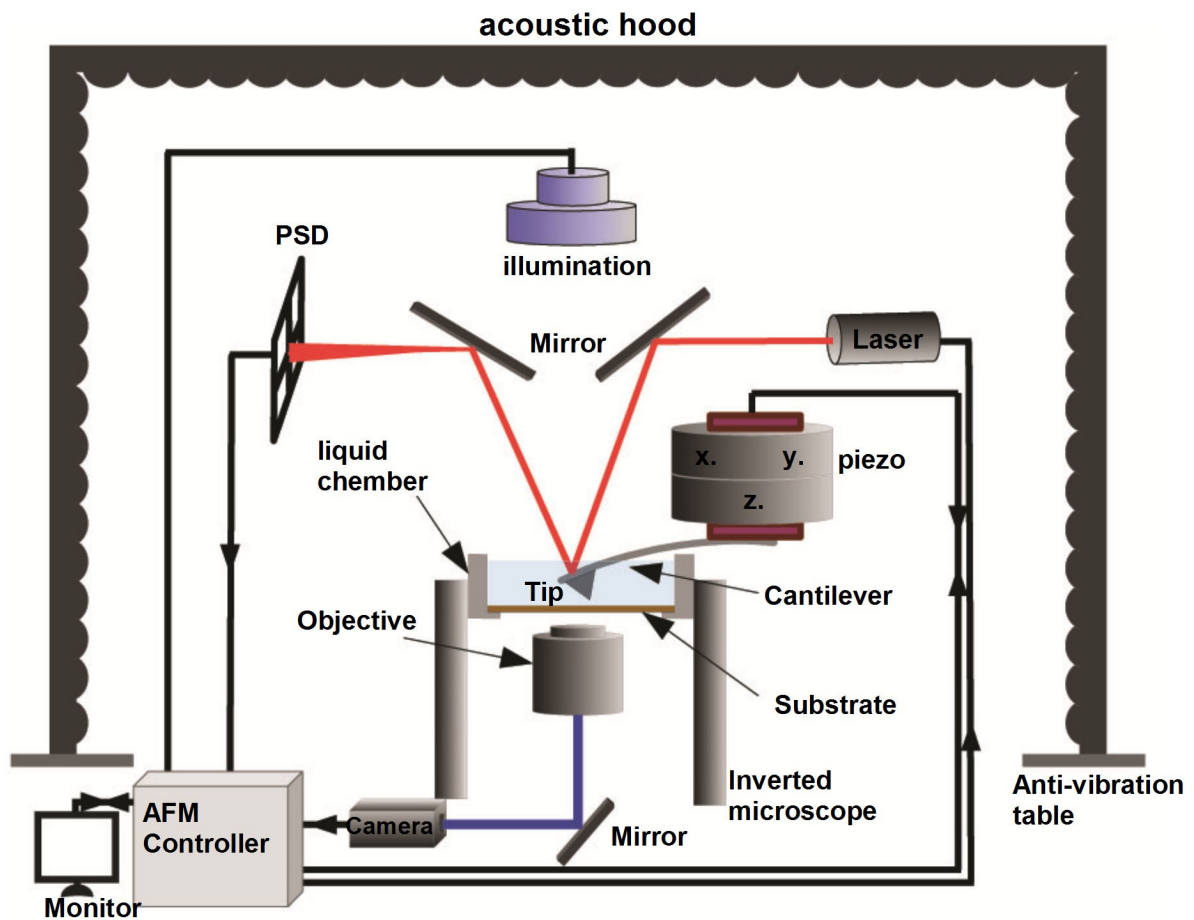 acoustic hood
PSD
illumination
Mirror
Laser
liquid
chember
x.
y.
piezo
z.
Tip
Cantilever
Objective
Substrate
Inverted
microscope
Anti-vibration
table
AFM
Controller
Camera
Mirror
Monitor